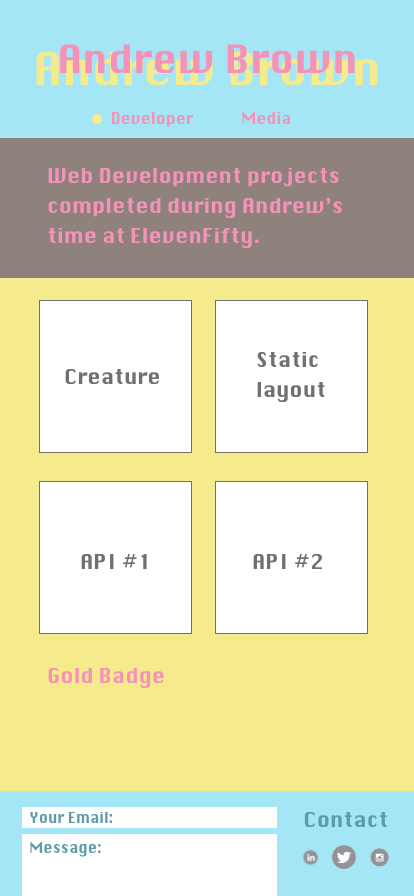 Andrew Brown
Developer Media
Web Development projects
completed during Andrew's
time at ElevenFifty.
Creature
Static
layout
API #1
API #2
Gold Badge
Your Email:
Message:
Contact
in